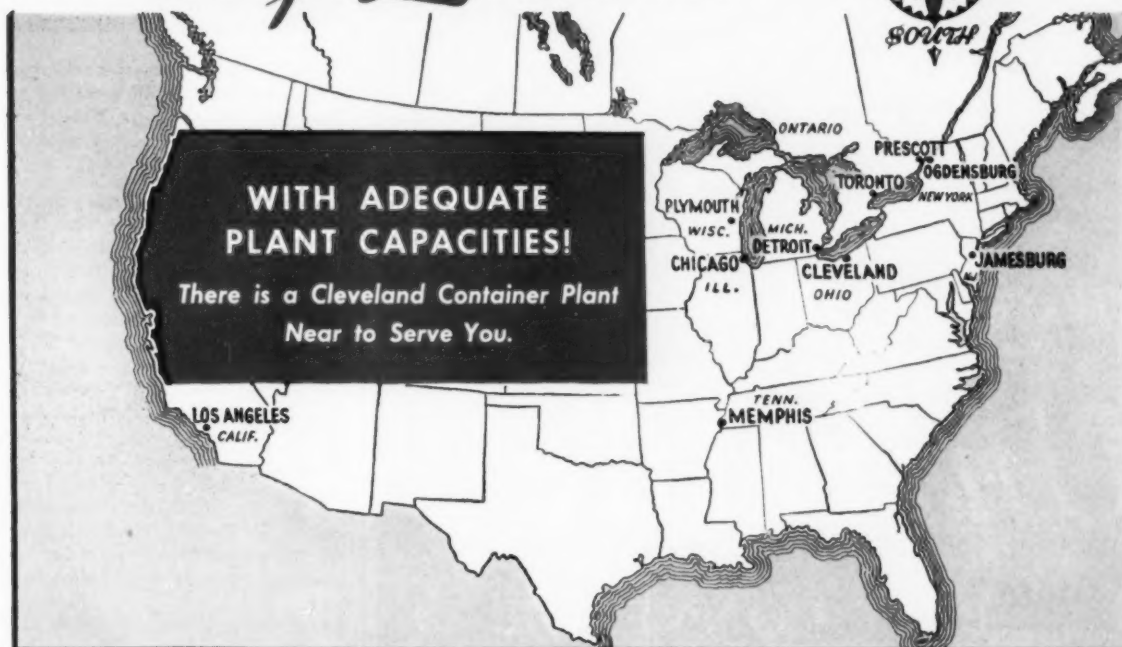 SOUTH
WITH ADEQUATE
PLANT CAPACITIES!
There is a Cleveland Container Plant
Near to Serve You.
ONTARIO
PRESCOTT
OGDENSBURG
TORONTO
NEW YORK
PLYMOUTH
WISC.
MICH.
DETROIT
CHICAGO
ILL.
CLEVELAND
OHIO
JAMESBURG
N.J.
LOS ANGELES
CALIF.
TENN.
MEMPHIS